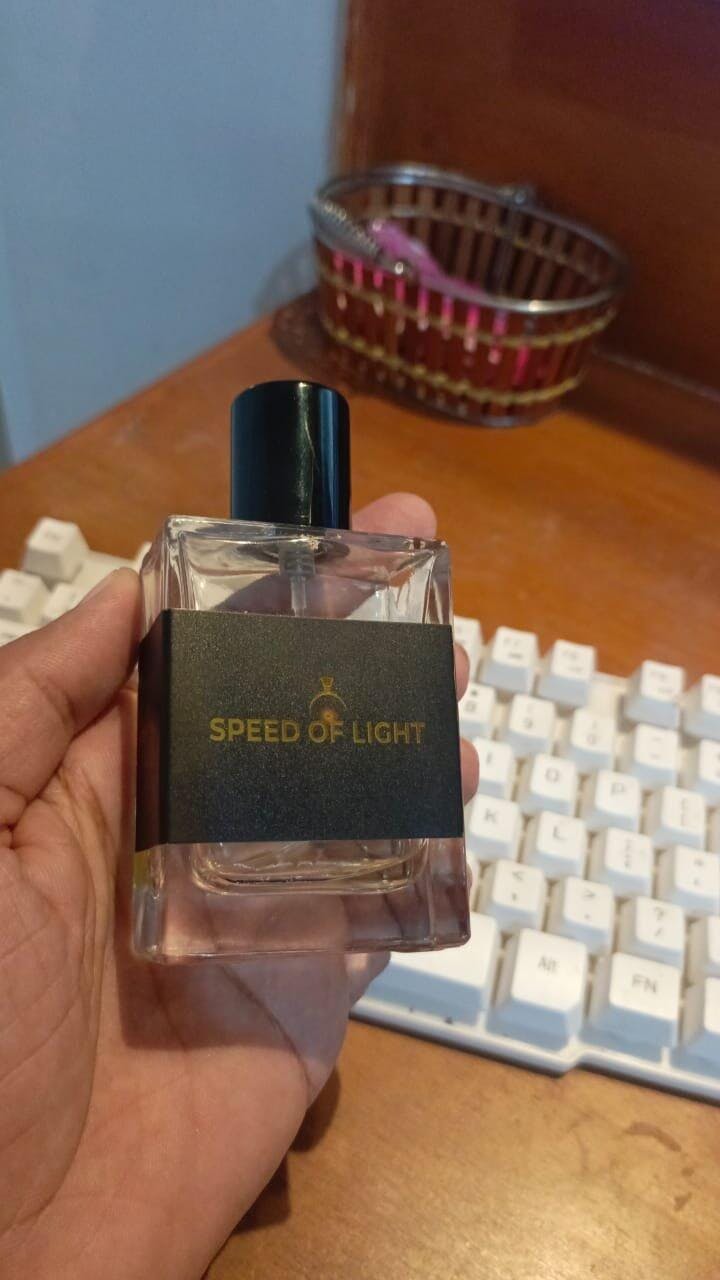 SPEED OF LIGHT
O P
K L
<
,
>
.
?
/
Alt
FN